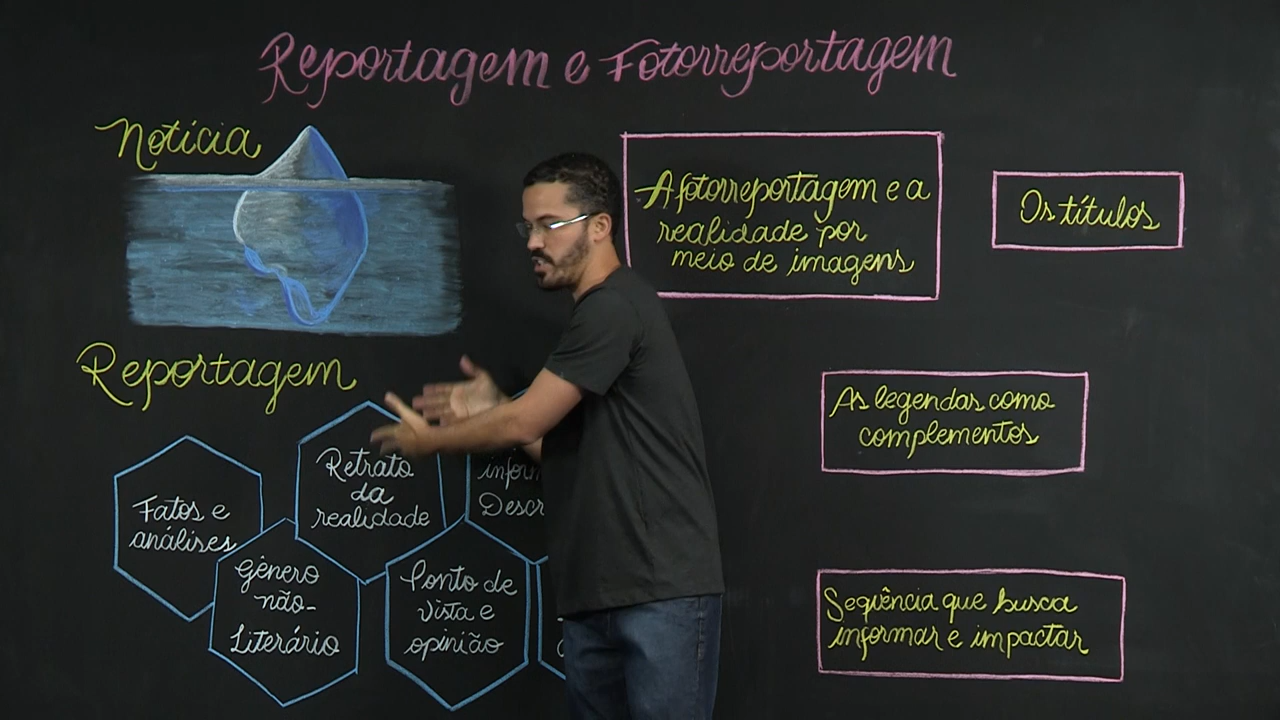 Reportagem e Fotorreportagem
Notícia
Reportagem
Fatos e
análises
Gênero
não-
Literário
Retrato
da
realidade
Ponto de
vista e
opinião
A fotorreportagem e a
realidade por
meio de imagens
Os títulos
As legendas como
complementos
Sequência que busca
informar e impactar